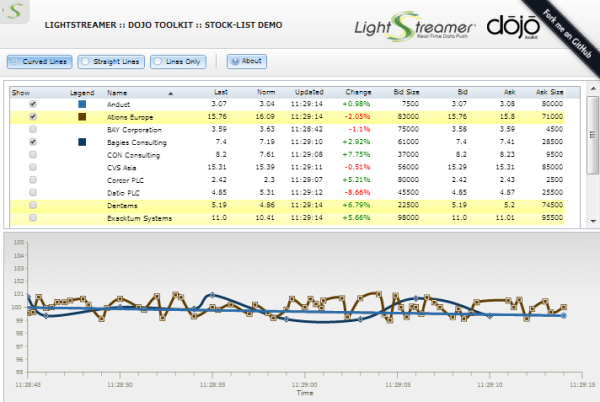 LIGHTSTREAMER :: DOJO TOOLKIT :: STOCK-LIST DEMO
LightStreamer
Real-Time Data Push
dōjō
toolkit
Fork me on GitHub
Curved Lines Straight Lines Lines Only About
Show Legend Name Last Norm Updated Change Bid Size Bid Ask Ask Size
Anduct 3.07 3.04 11:29:14 +0.98% 7500 3.07 3.08 80000
Ations Europe 15.76 16.09 11:29:14 -2.05% 83000 15.76 15.8 71000
BAY Corporation 3.59 3.63 11:28:42 -1.1% 75000 3.58 3.59 4500
Bagies Consulting 7.4 7.19 11:29:10 +2.92% 61000 7.4 7.41 28500
CON Consulting 8.2 7.61 11:29:08 +7.75% 37000 8.2 8.23 9500
CVS Asia 15.31 15.39 11:29:11 -0.51% 56000 15.29 15.31 85000
Corcor PLC 2.42 2.3 11:29:07 +5.21% 80000 2.42 2.43 2500
Datio PLC 4.85 5.31 11:29:12 -8.66% 45500 4.85 4.87 25500
Dentems 5.19 4.86 11:29:14 +6.79% 22500 5.19 5.2 74500
Exacktum Systems 11.0 10.41 11:29:14 +5.66% 98000 11.0 11.01 95500
105
104
103
102
101
100
99
98
97
96
95
11:28:45 11:28:50 11:28:55 11:29:00 11:29:05 11:29:10 11:29:15
Time